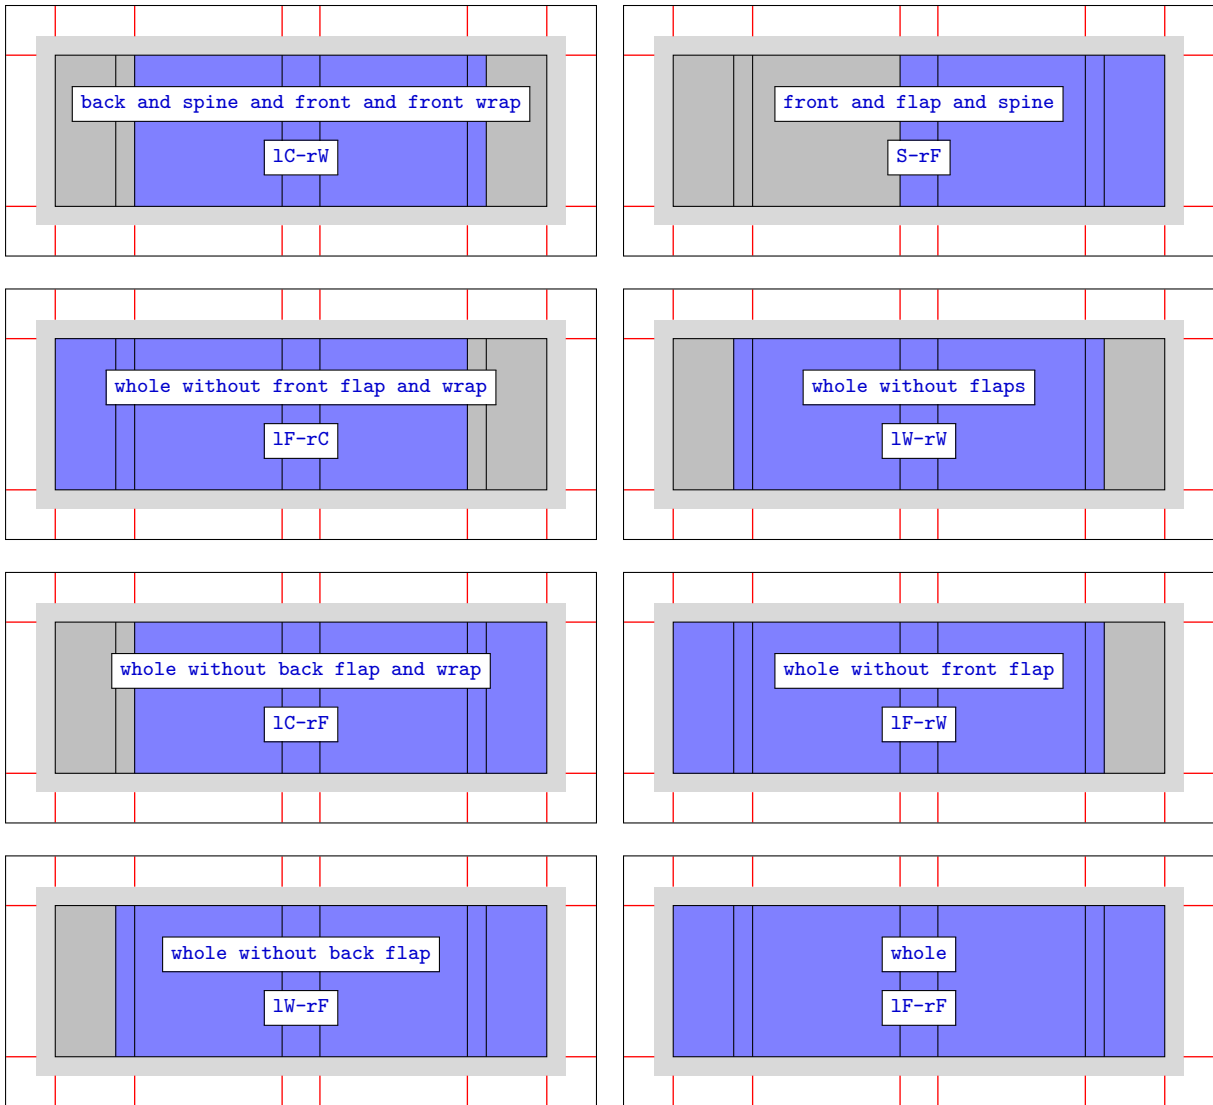 back and spine and front and front wrap
lC-rW
front and flap and spine
S-rF
whole without front flap and wrap
lF-rC
whole without flaps
lW-rW
whole without back flap and wrap
lC-rF
whole without front flap
lF-rW
whole without back flap
lW-rF
whole
lF-rF